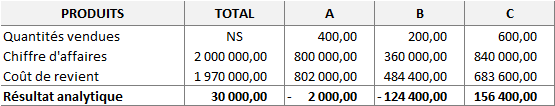 PRODUITS TOTAL A B C
Quantités vendues NS 400,00 200,00 600,00
Chiffre d'affaires 2 000 000,00 800 000,00 360 000,00 840 000,00
Coût de revient 1 970 000,00 802 000,00 484 400,00 683 600,00
Résultat analytique 30 000,00 - 2 000,00 - 124 400,00 156 400,00